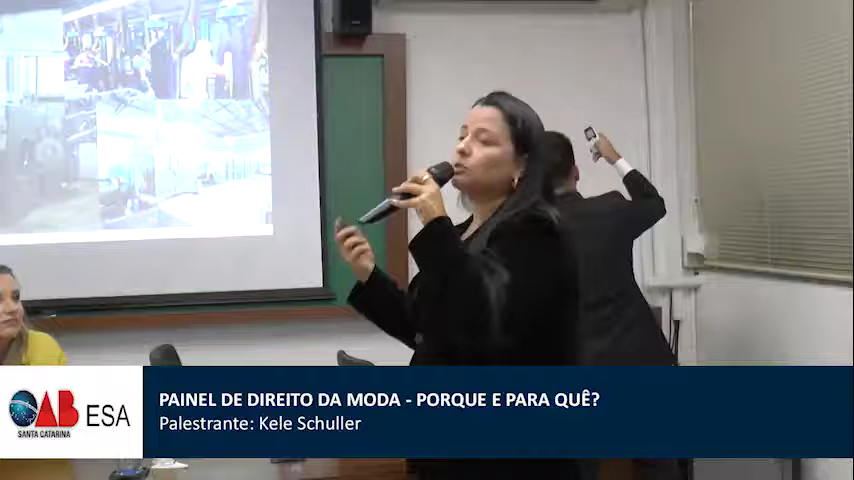 PAINEL DE DIREITO DA MODA - PORQUE E PARA QUÊ?
Palestrante: Kele Schuller
OAB ESA
SANTA CATARINA